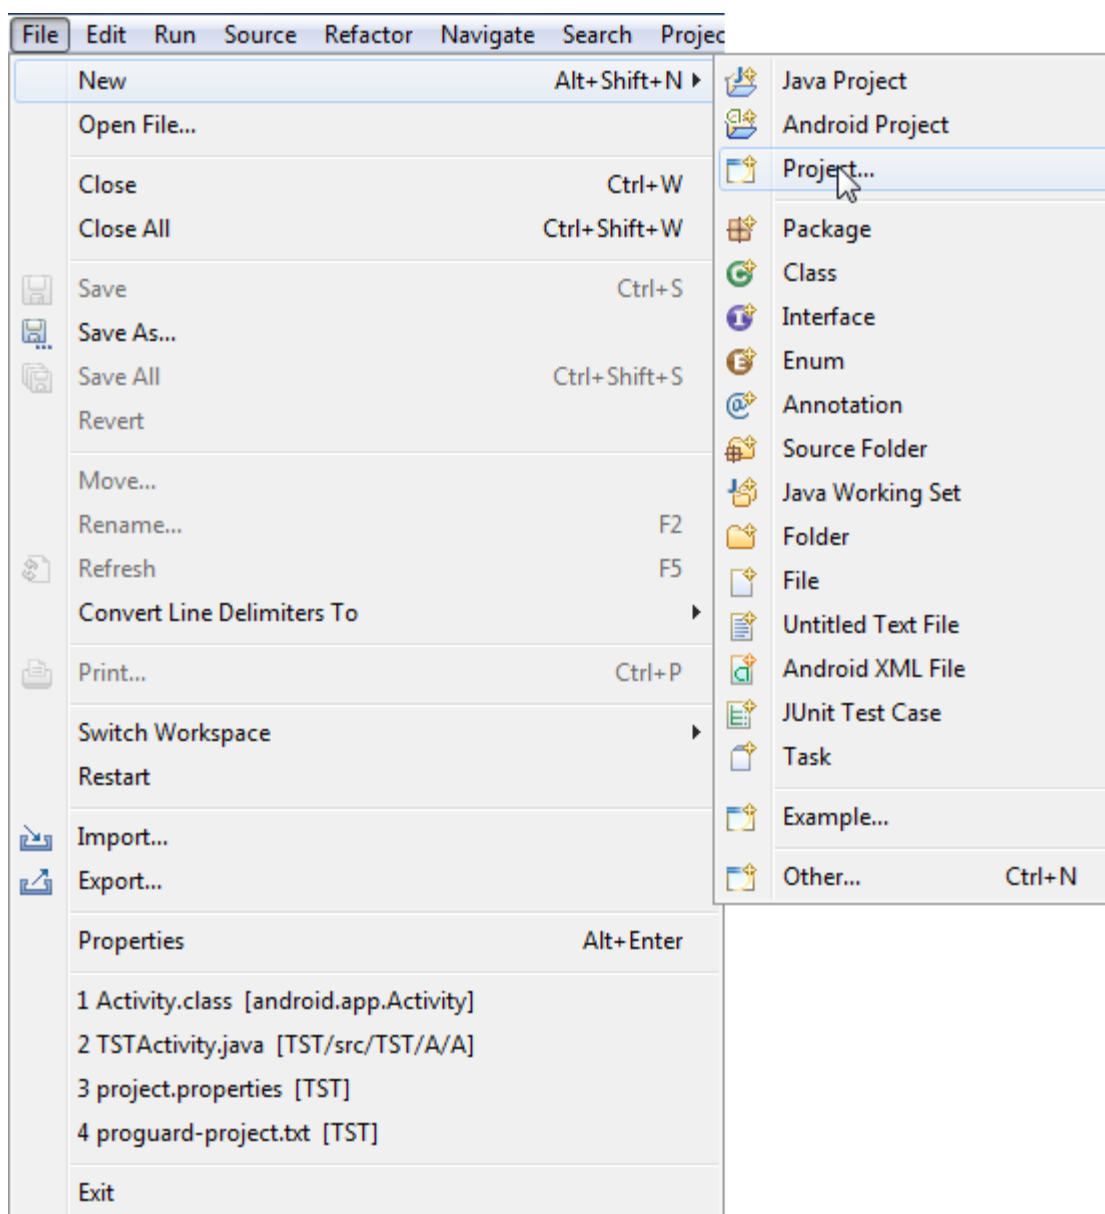 File Edit Run Source Refactor Navigate Search Projec
New Alt+Shift+N
Open File...
Close Ctrl+W
Close All Ctrl+Shift+W
Save Ctrl+S
Save As...
Save All Ctrl+Shift+S
Revert
Move...
Rename... F2
Refresh F5
Convert Line Delimiters To
Print... Ctrl+P
Switch Workspace
Restart
Import...
Export...
Properties Alt+Enter
1 Activity.class [android.app.Activity]
2 TSTActivity.java [TST/src/TST/A/A]
3 project.properties [TST]
4 proguard-project.txt [TST]
Exit
Java Project
Android Project
Project...
Package
Class
Interface
Enum
Annotation
Source Folder
Java Working Set
Folder
File
Untitled Text File
Android XML File
JUnit Test Case
Task
Example...
Other... Ctrl+N